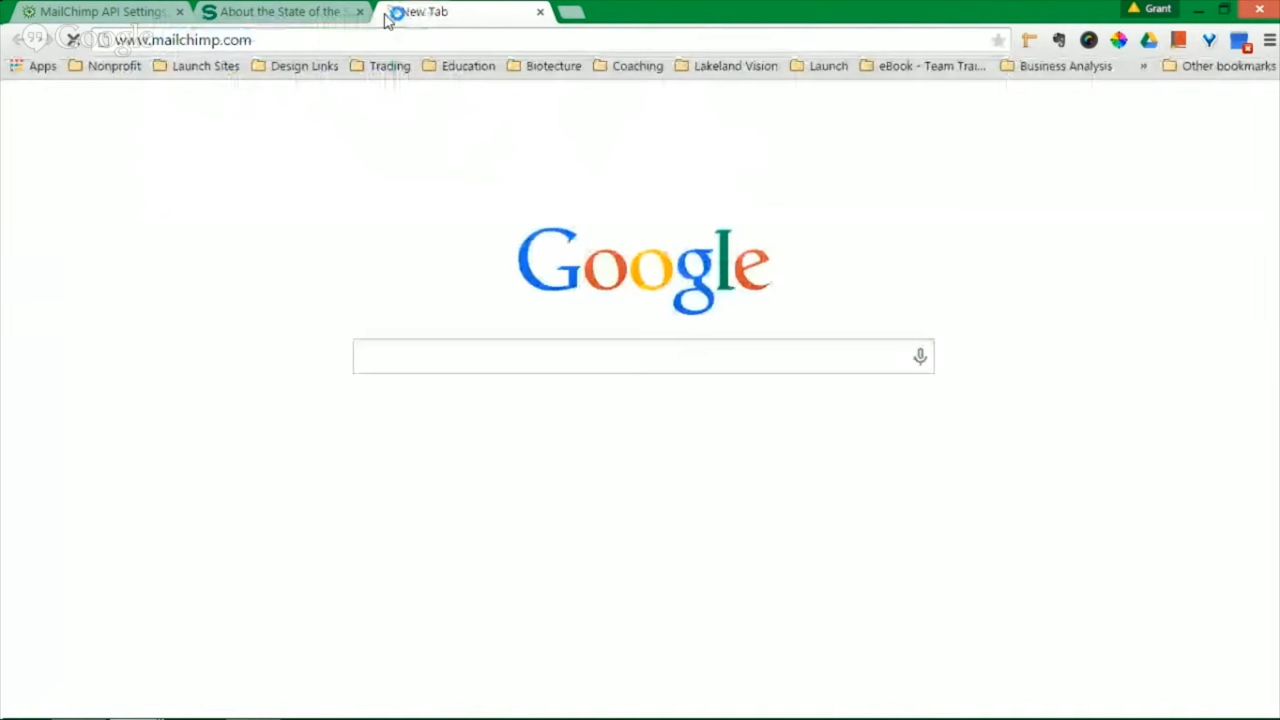 MailChimp API Settings
About the State of the S
New Tab
Grant
www.mailchimp.com
Apps Nonprofit Launch Sites Design Links Trading Education Biotecture Coaching Lakeland Vision Launch eBook - Team Trai... Business Analysis » Other bookmarks
Google
Google